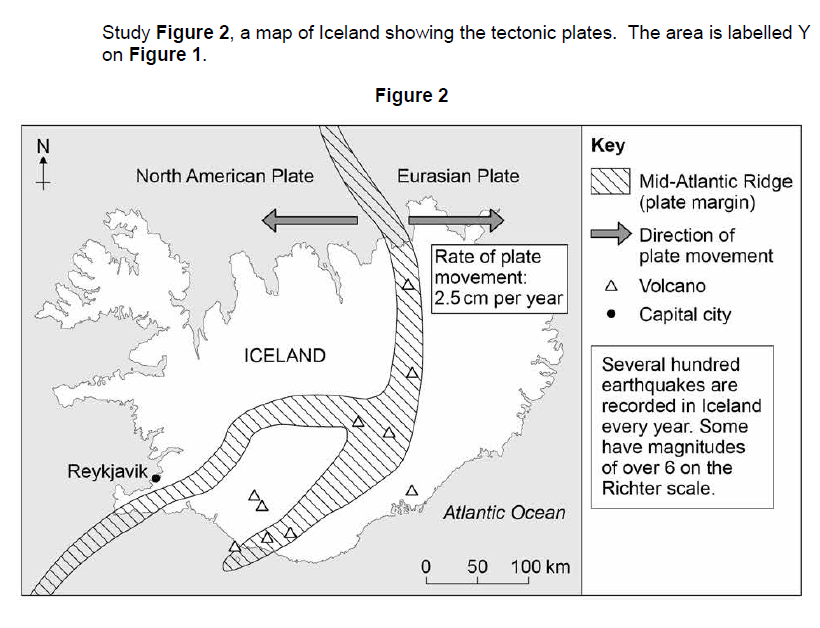 Study Figure 2, a map of Iceland showing the tectonic plates.  The area is labelled Y
on Figure 1.
Figure 2
N
North American Plate
Eurasian Plate
Rate of plate
movement:
2.5 cm per year
ICELAND
Reykjavik
Atlantic Ocean
0 50 100 km
Key
Mid-Atlantic Ridge
(plate margin)
Direction of
plate movement
Volcano
Capital city
Several hundred
earthquakes are
recorded in Iceland
every year. Some
have magnitudes
of over 6 on the
Richter scale.